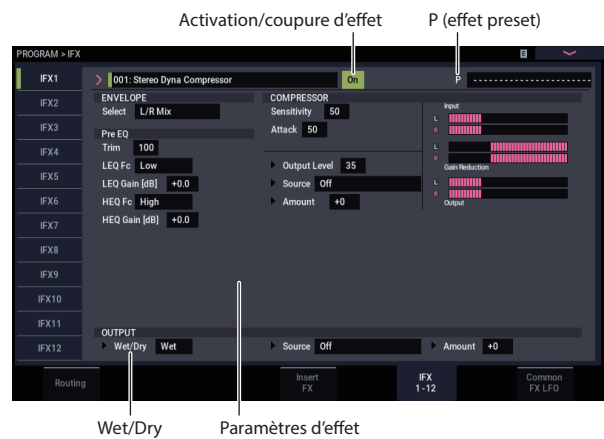 Activation/coupure d'effet P (effet preset)
PROGRAM > IFX E
IFX1 001: Stereo Dyna Compressor On P ----------------------
IFX2 ENVELOPE COMPRESSOR Input
Select L/R Mix Sensitivity 50 L
IFX3 Pre EQ Attack 50 R
Trim 100 L
IFX4 LEQ Fc Low Output Level 35 R
Gain Reduction
IFX5 LEQ Gain [dB] +0.0 Source Off L
R
IFX6 HEQ Fc High Amount +0 Output
IFX7 HEQ Gain [dB] +0.0
IFX8
IFX9
IFX10
IFX11
OUTPUT
IFX12 Wet/Dry Wet Source Off Amount +0
Routing Insert FX IFX 1-12 Common FX LFO
Wet/Dry Paramètres d'effet